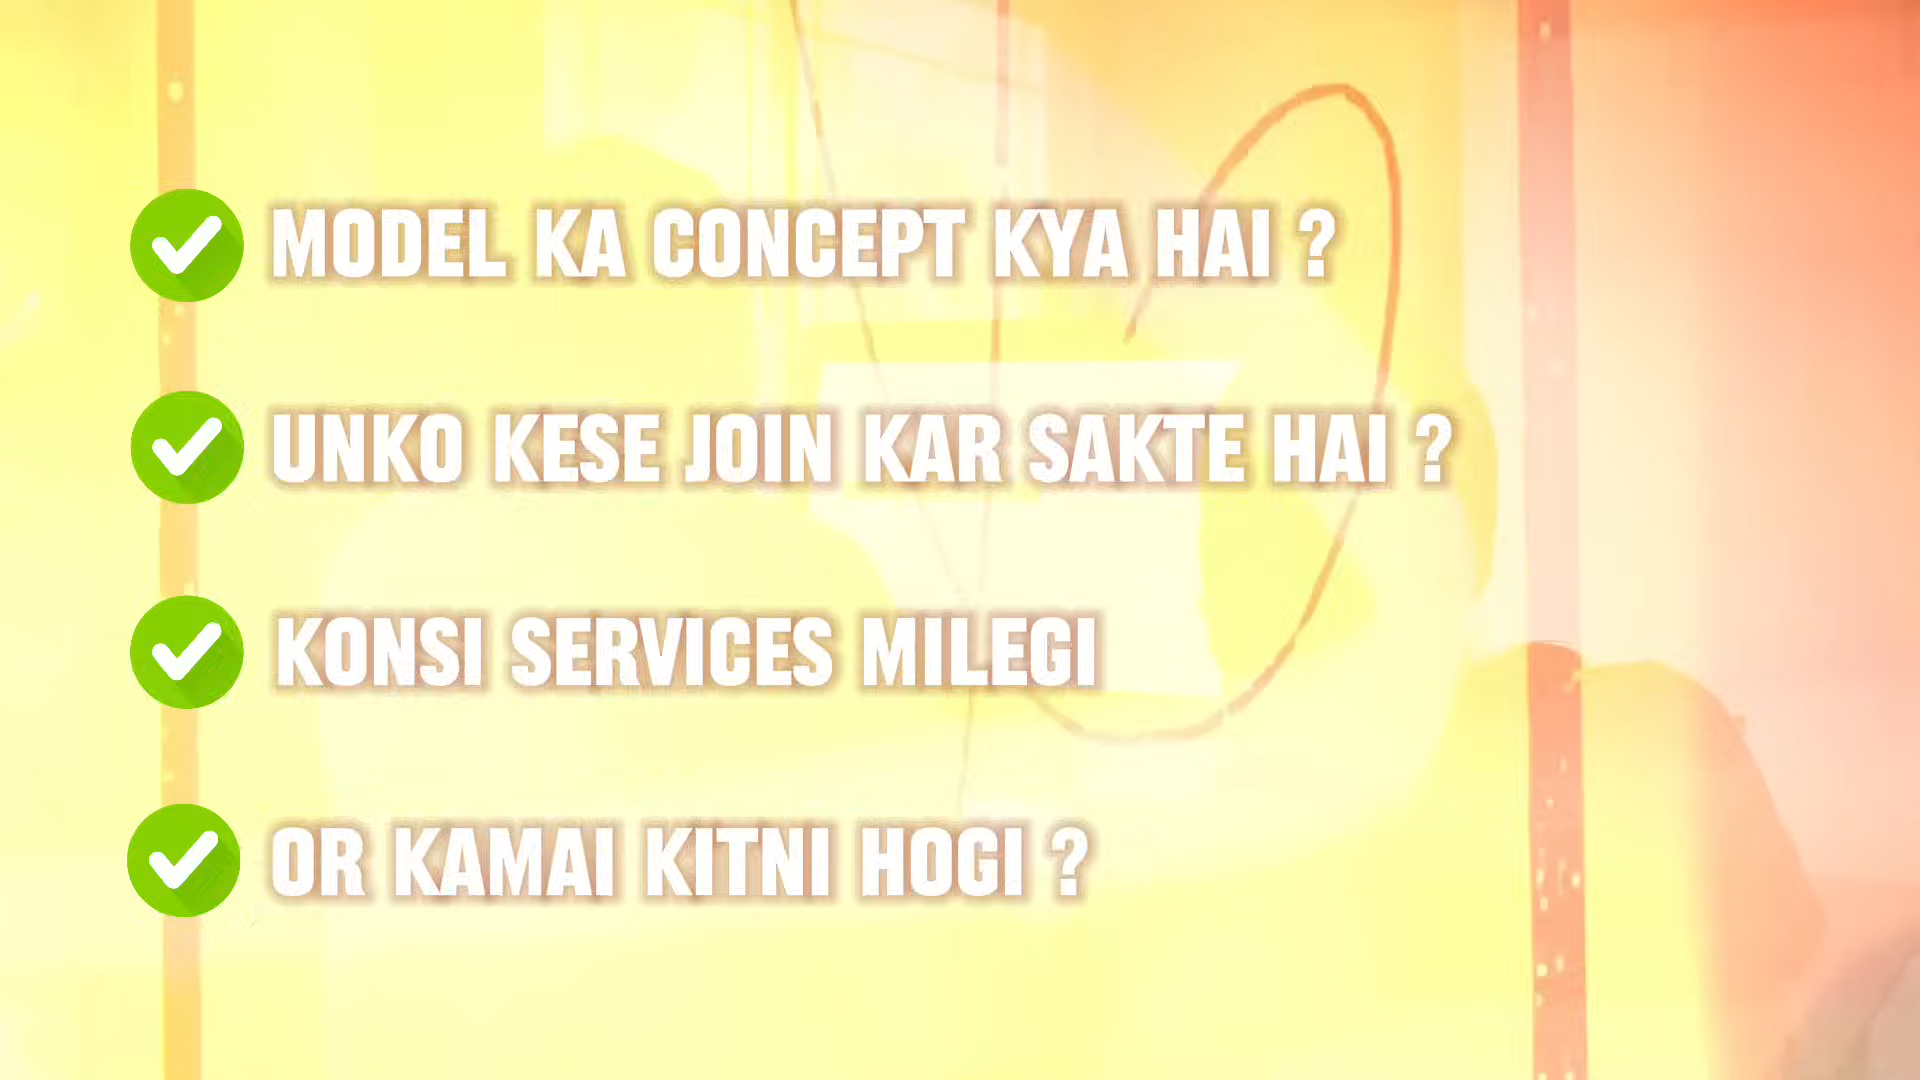 MODEL KA CONCEPT KYA HAI ?
UNKO KESE JOIN KAR SAKTE HAI ?
KONSI SERVICES MILEGI
OR KAMAI KITNI HOGI ?